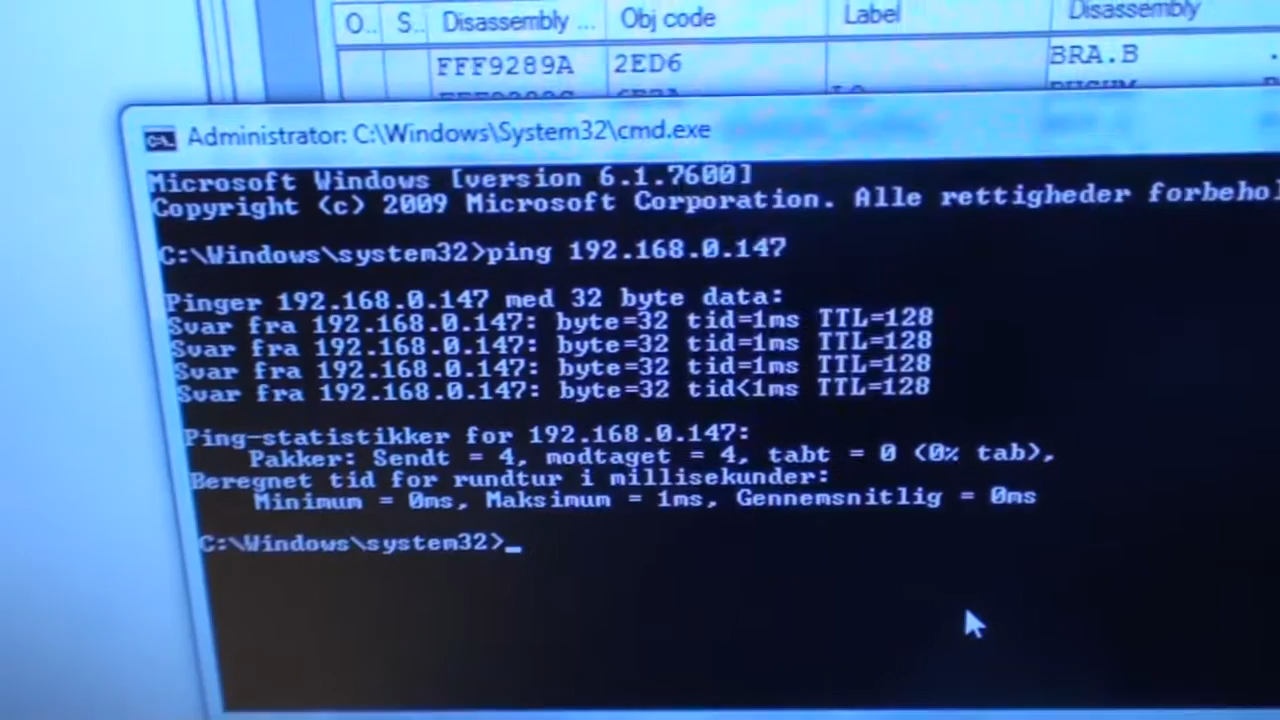 O.. S.. Disassembly ... Obj code Label Disassembly
FFF9289A 2ED6 BRA.B
Administrator: C:\Windows\System32\cmd.exe
Microsoft Windows [version 6.1.7600]
Copyright (c) 2009 Microsoft Corporation. Alle rettigheder forbehol
C:\Windows\system32>ping 192.168.0.147
Pinger 192.168.0.147 med 32 byte data:
Svar fra 192.168.0.147: byte=32 tid=1ms TTL=128
Svar fra 192.168.0.147: byte=32 tid=1ms TTL=128
Svar fra 192.168.0.147: byte=32 tid=1ms TTL=128
Svar fra 192.168.0.147: byte=32 tid<1ms TTL=128
Ping-statistikker for 192.168.0.147:
Pakker: Sendt = 4, modtaget = 4, tabt = 0 (0% tab),
Beregnet tid for rundtur i millisekunder:
Minimum = 0ms, Maksimum = 1ms, Gennemsnitlig = 0ms
C:\Windows\system32>_